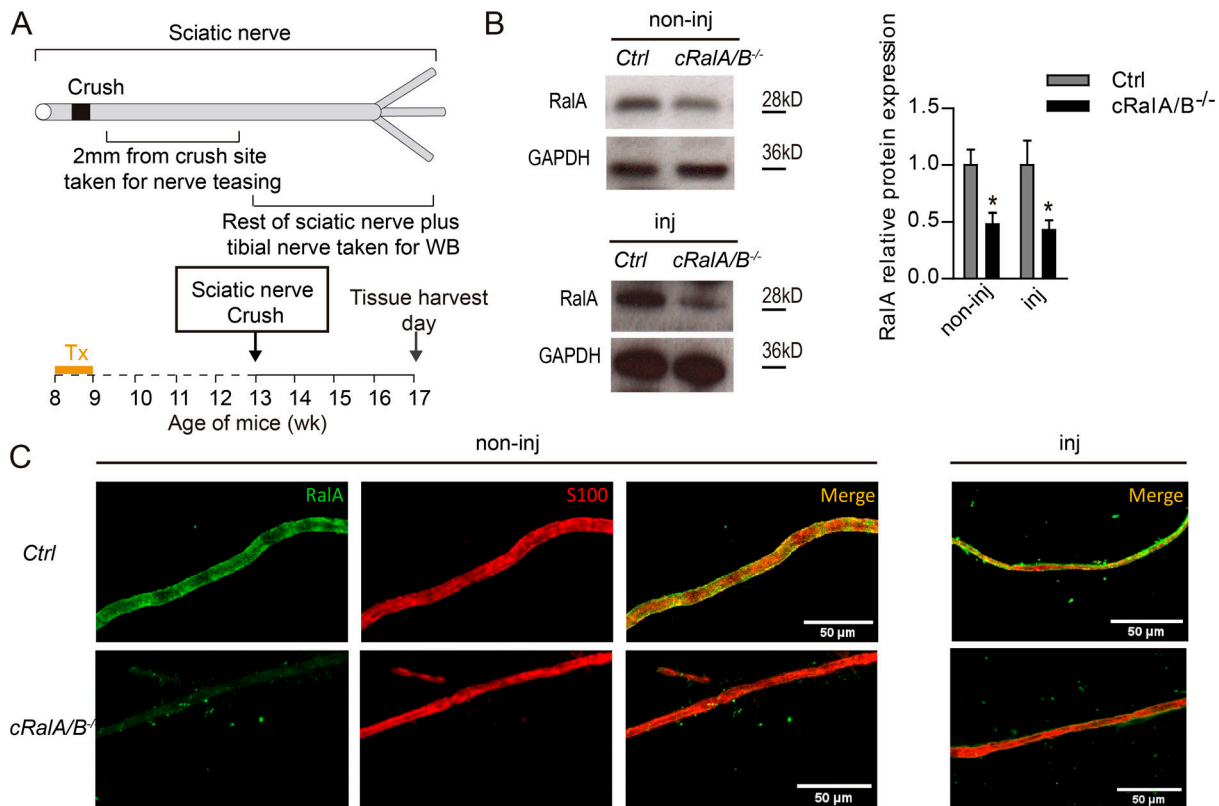 A
Sciatic nerve
Crush
2mm from crush site
taken for nerve teasing
Rest of sciatic nerve plus
tibial nerve taken for WB
Sciatic nerve
Crush
Tissue harvest
day
Tx
8 9 10 11 12 13 14 15 16 17
Age of mice (wk)
B
non-inj
Ctrl cRalA/B-/-
RalA 28kD
GAPDH 36kD
inj
Ctrl cRalA/B-/-
RalA 28kD
GAPDH 36kD
RalA relative protein expression
Ctrl
cRalA/B-/-
1.5
1.0
0.5
0.0
* *
non-inj inj
C
non-inj inj
RalA S100 Merge Merge
Ctrl
50 µm 50 µm
cRalA/B-/
50 µm 50 µm